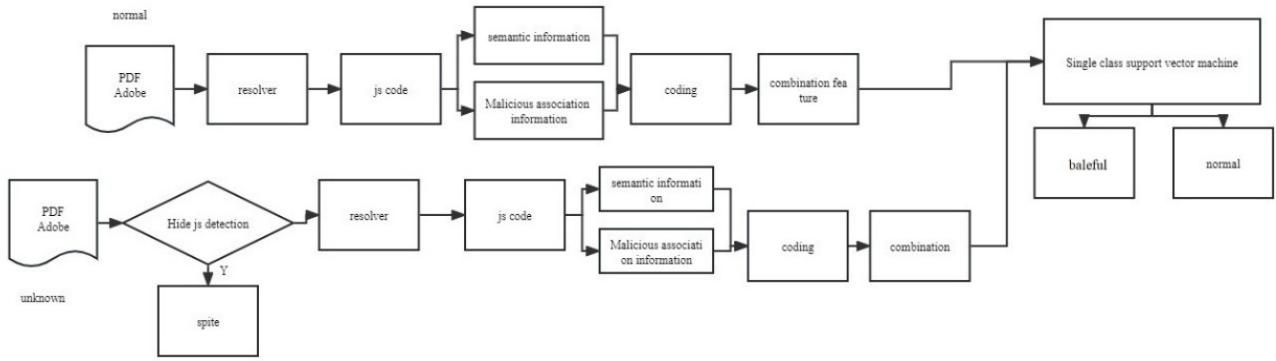 normal
PDF
Adobe
resolver
js code
semantic information
Malicious association
information
coding
combination fea
ture
Single class support vector machine
baleful
normal
PDF
Adobe
unknown
Hide js detection
Y
spite
resolver
js code
semantic informati
on
Malicious associati
on information
coding
combination